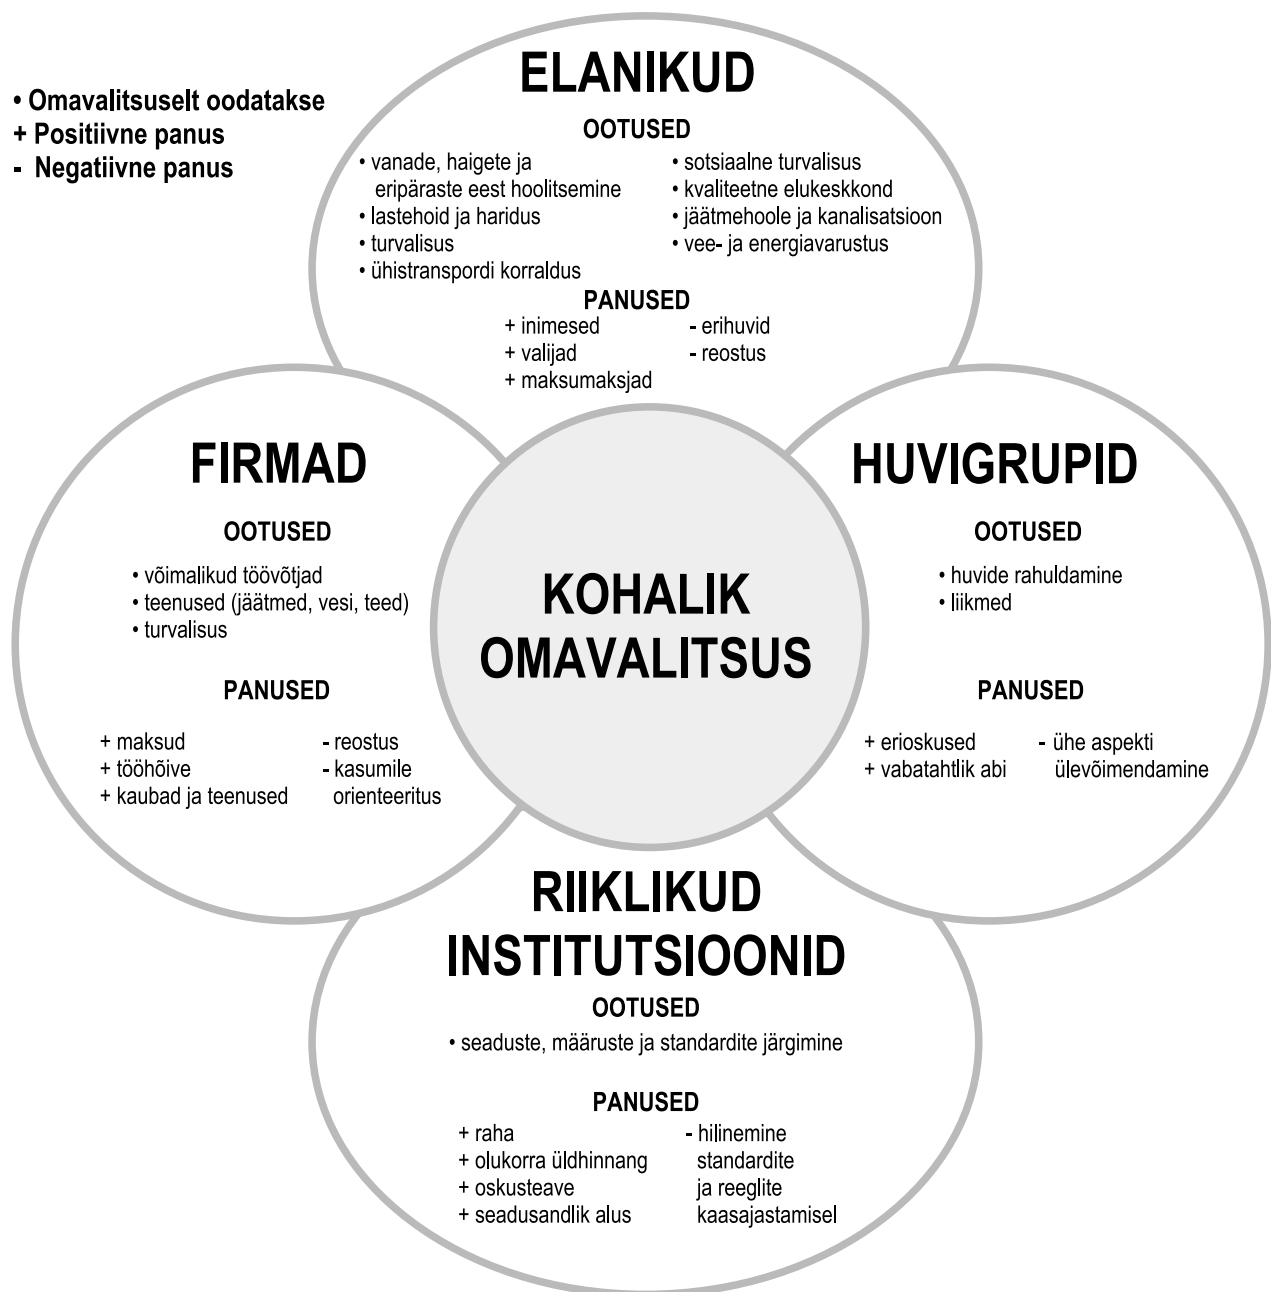 • Omavalitsuselt oodatakse
+ Positiivne panus
- Negatiivne panus
ELANIKUD
OOTUSED
• vanade, haigete ja
eripäraste eest hoolitsemine
• lastehoid ja haridus
• turvalisus
• ühistranspordi korraldus
• sotsiaalne turvalisus
• kvaliteetne elukeskkond
• jäätmehoole ja kanalisatsioon
• vee- ja energiavarustus
PANUSED
+ inimesed
+ valijad
+ maksumaksjad
- erihuvid
- reostus
FIRMAD
OOTUSED
• võimalikud töövõtjad
• teenused (jäätmed, vesi, teed)
• turvalisus
PANUSED
+ maksud
+ tööhõive
+ kaubad ja teenused
- reostus
- kasumile
orienteeritus
KOHALIK
OMAVALITSUS
HUVIGRUPID
OOTUSED
• huvide rahuldamine
• liikmed
PANUSED
+ erioskused
+ vabatahtlik abi
- ühe aspekti
ülevõimendamine
RIIKLIKUD
INSTITUTSIOONID
OOTUSED
• seaduste, määruste ja standardite järgimine
PANUSED
+ raha
+ olukorra üldhinnang
+ oskusteave
+ seadusandlik alus
- hilinemine
standardite
ja reeglite
kaasajastamisel